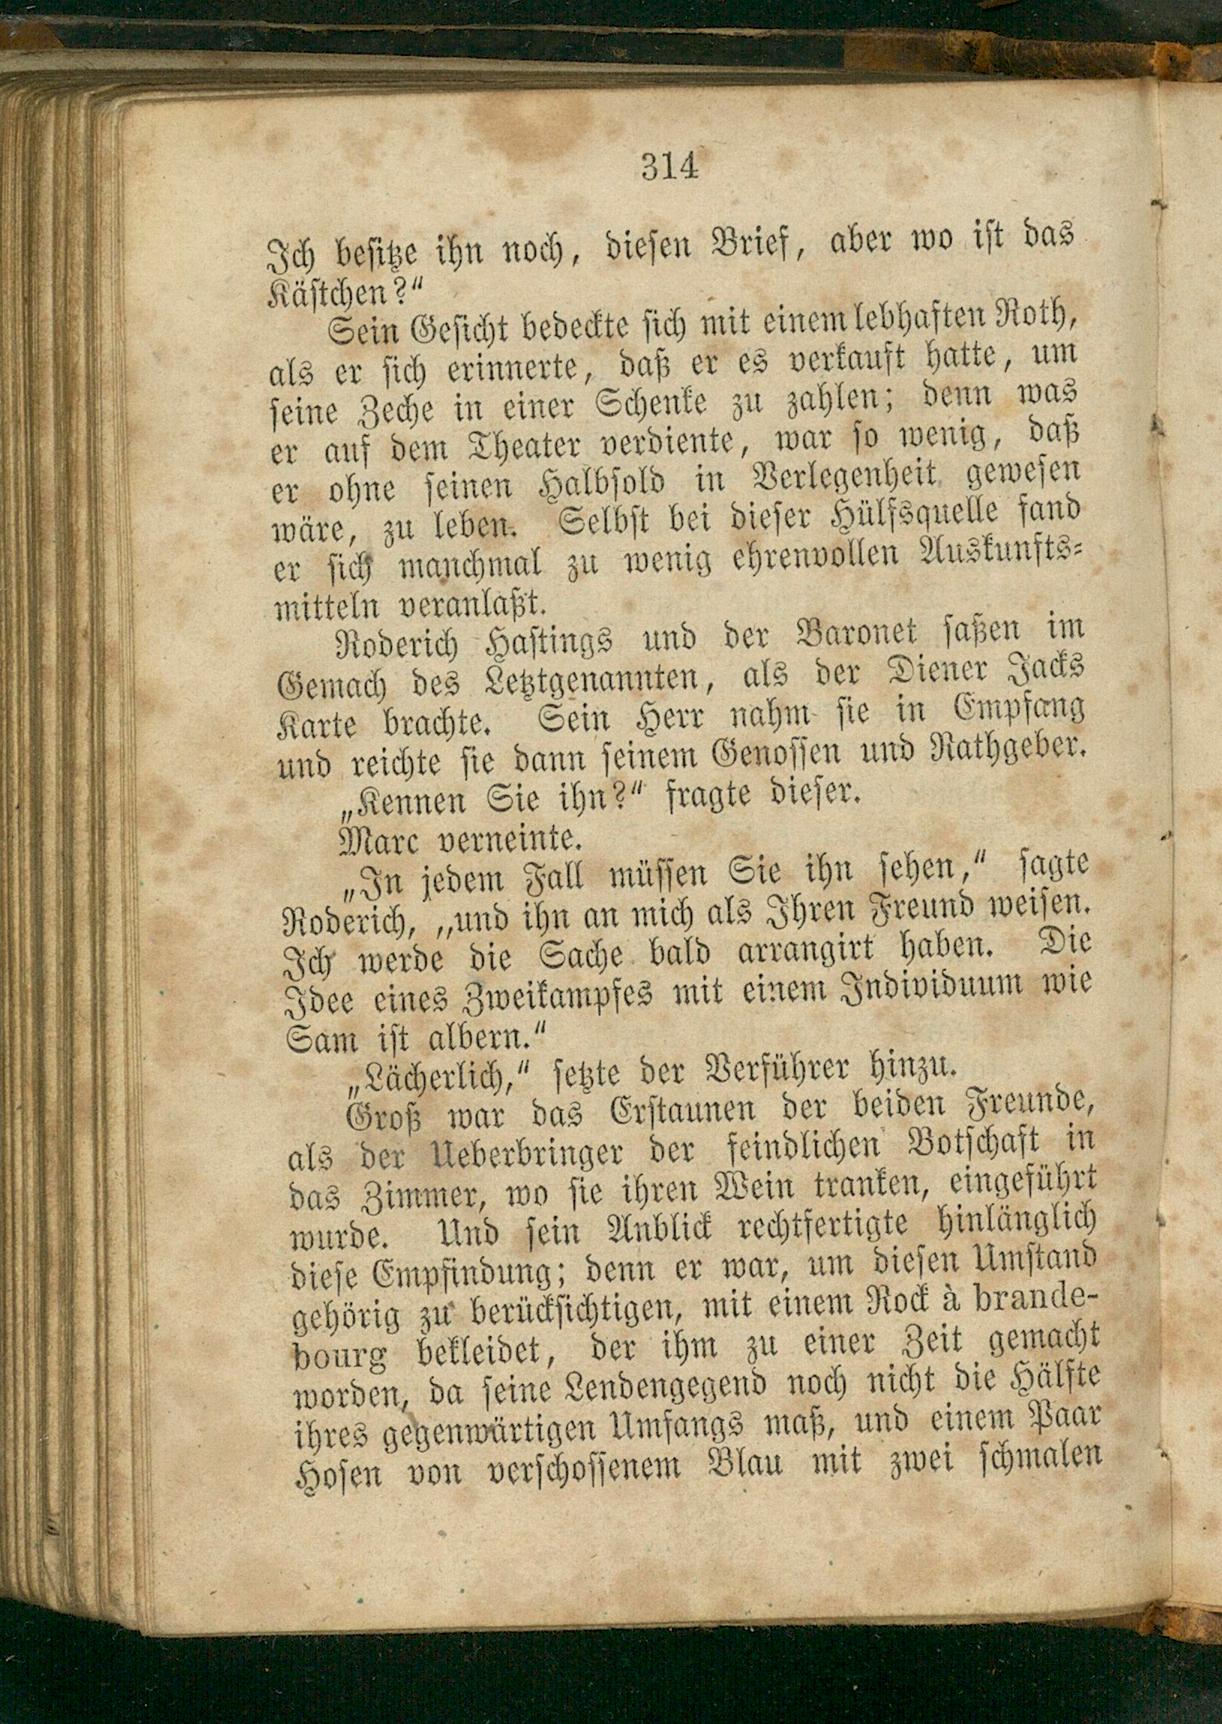 314
Ich besitze ihn noch, diesen Brief, aber wo ist das
Kästchen?“
Sein Gesicht bedeckte sich mit einem lebhaften Roth,
als er sich erinnerte, daß er es verkauft hatte, um
seine Zeche in einer Schenke zu zahlen; denn was
er auf dem Theater verdiente, war so wenig, daß
er ohne seinen Halbsold in Verlegenheit gewesen
wäre, zu leben. Selbst bei dieser Hülfsquelle fand
er sich manchmal zu wenig ehrenvollen Auskunfts-
mitteln veranlaßt.
Roderich Hastings und der Baronet saßen im
Gemach des Letztgenannten, als der Diener Jacks
Karte brachte. Sein Herr nahm sie in Empfang
und reichte sie dann seinem Genossen und Rathgeber.
„Kennen Sie ihn?“ fragte dieser.
Marc verneinte.
„In jedem Fall müssen Sie ihn sehen,“ sagte
Roderich, „und ihn an mich als Ihren Freund weisen.
Ich werde die Sache bald arrangirt haben. Die
Idee eines Zweikampfes mit einem Individuum wie
Sam ist albern.“
„Lächerlich,“ setzte der Verführer hinzu.
Groß war das Erstaunen der beiden Freunde,
als der Ueberbringer der feindlichen Botschaft in
das Zimmer, wo sie ihren Wein tranken, eingeführt
wurde. Und sein Anblick rechtfertigte hinlänglich
diese Empfindung; denn er war, um diesen Umstand
gehörig zu berücksichtigen, mit einem Rock à brande-
bourg bekleidet, der ihm zu einer Zeit gemacht
worden, da seine Lendengegend noch nicht die Hälfte
ihres gegenwärtigen Umfangs maß, und einem Paar
Hosen von verschossenem Blau mit zwei schmalen